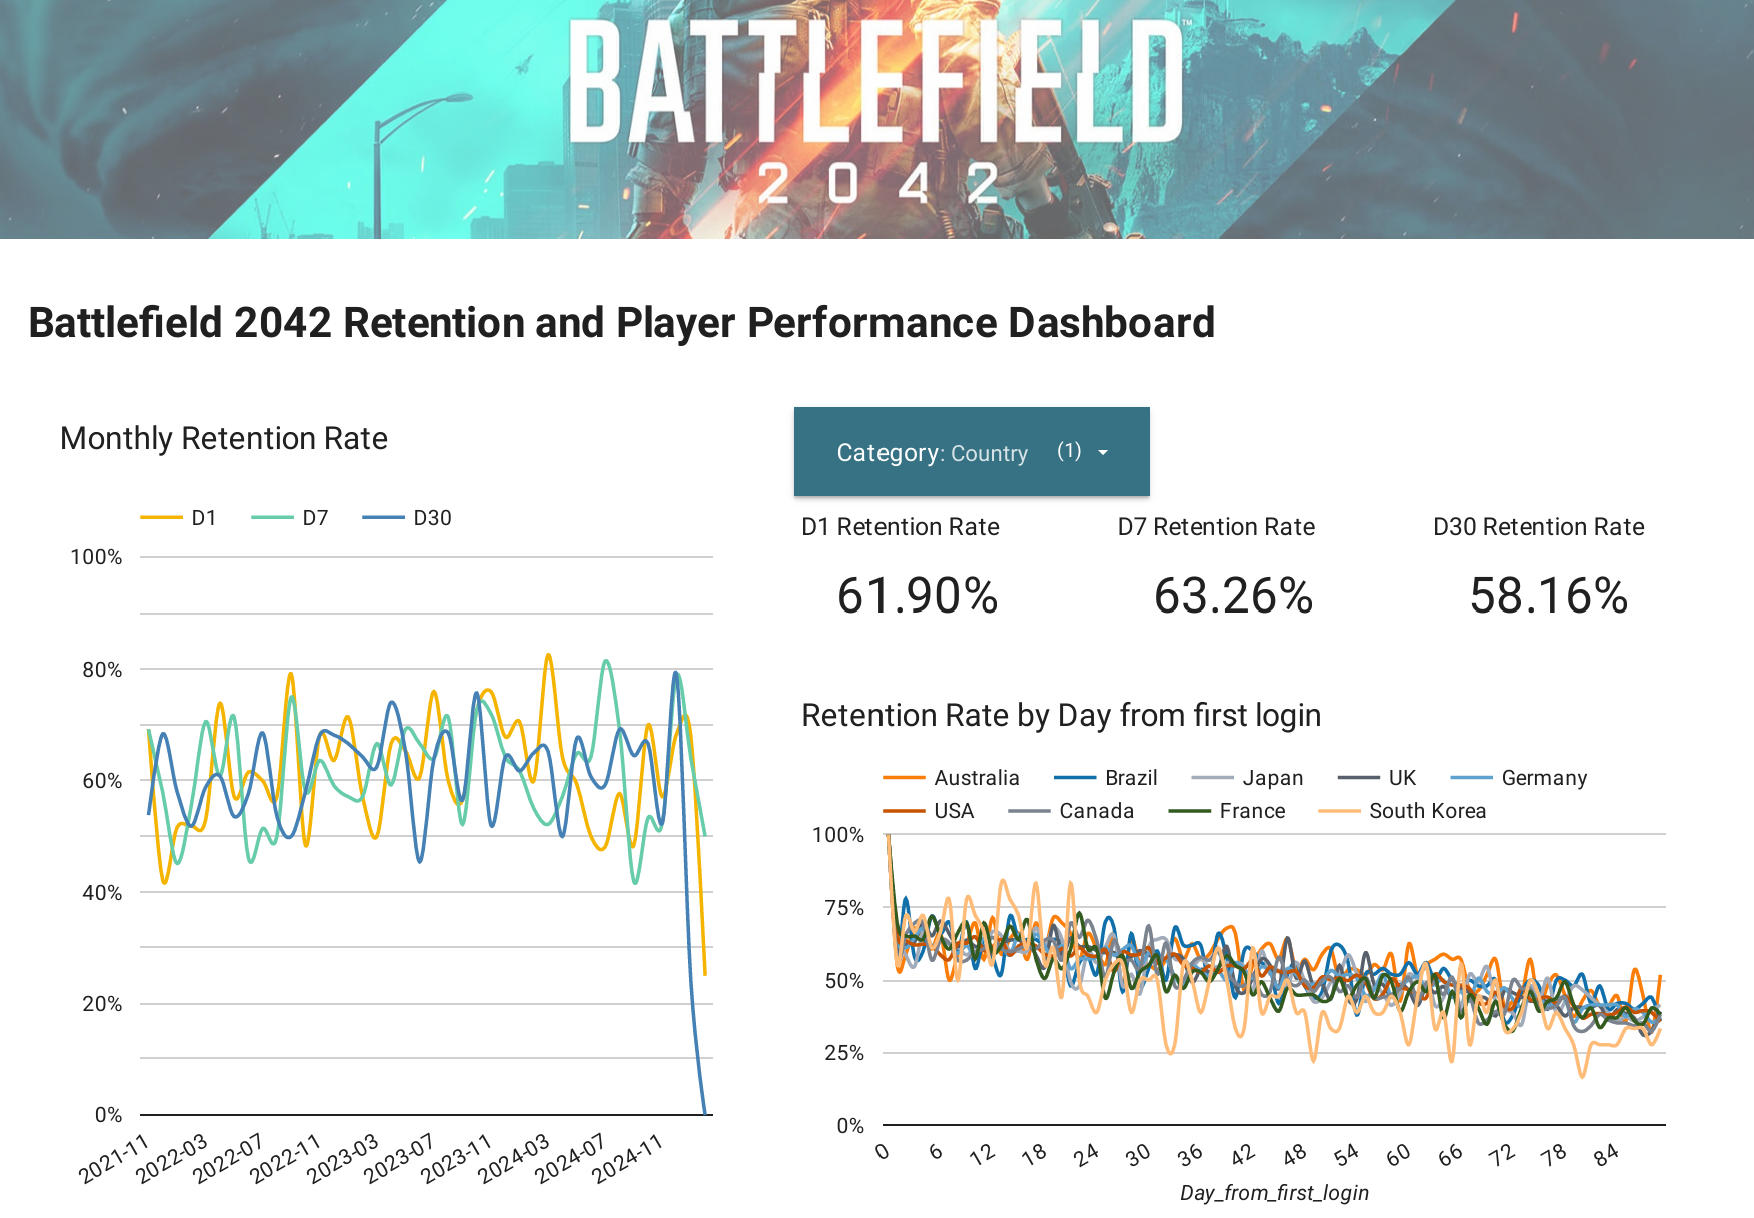 BATTLEFIELD™
2042
Battlefield 2042 Retention and Player Performance Dashboard
Monthly Retention Rate
D1 D7 D30
100%
80%
60%
40%
20%
0%
2021-11 2022-03 2022-07 2022-11 2023-03 2023-07 2023-11 2024-03 2024-07 2024-11
Category: Country (1)
D1 Retention Rate D7 Retention Rate D30 Retention Rate
61.90% 63.26% 58.16%
Retention Rate by Day from first login
Australia Brazil Japan UK Germany
USA Canada France South Korea
100%
75%
50%
25%
0%
0 6 12 18 24 30 36 42 48 54 60 66 72 78 84
Day_from_first_login